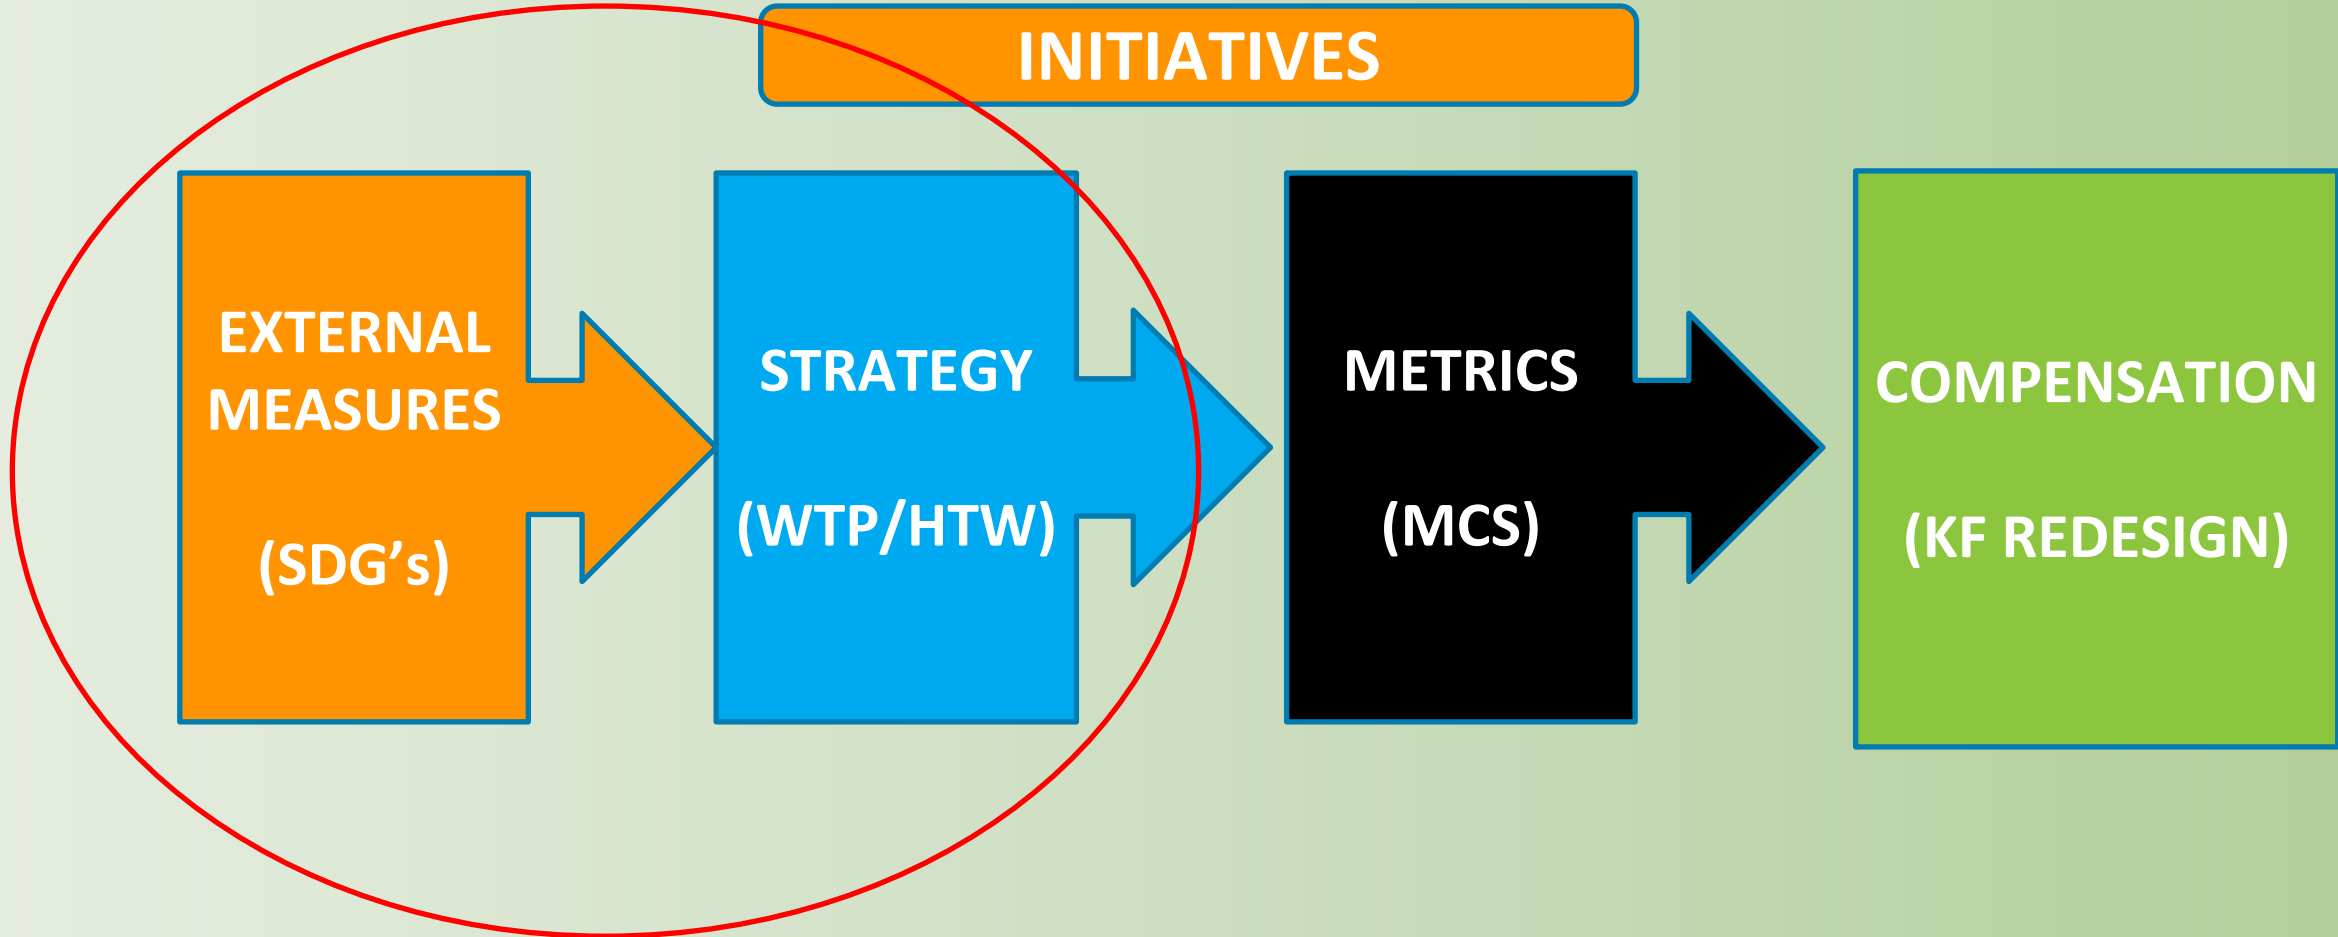 INITIATIVES
EXTERNAL
MEASURES
(SDG’s)
STRATEGY
(WTP/HTW)
METRICS
(MCS)
COMPENSATION
(KF REDESIGN)